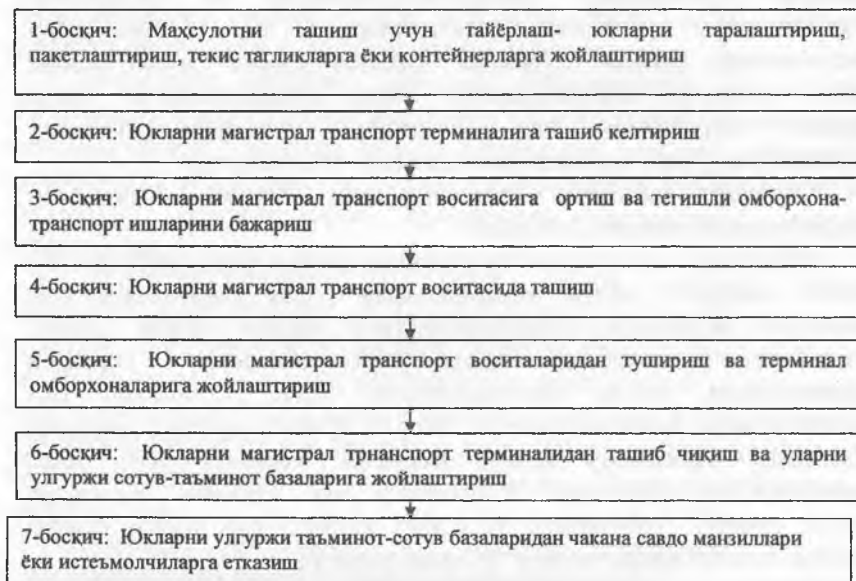 1-босқич: Маҳсулотни ташиш учун тайёрлаш- юкларни таралаштириш,
пакетлаштириш, текис тагликларга ёки контейнерларга жойлаштириш
2-босқич: Юкларни магистрал транспорт терминалига ташиб келтириш
3-босқич: Юкларни магистрал транспорт воситасига ортиш ва тегишли омборхона-
транспорт ишларини бажариш
4-босқич: Юкларни магистрал транспорт воситасида ташиш
5-босқич: Юкларни магистрал транспорт воситаларидан тушириш ва терминал
омборхоналарига жойлаштириш
6-босқич: Юкларни магистрал трианспорт терминалидан ташиб чиқиш ва уларни
улгуржи сотув-таъминот базаларига жойлаштириш
7-босқич: Юкларни улгуржи таъминот-сотув базаларидан чакана савдо манзиллари
ёки истеъмолчиларга етказиш